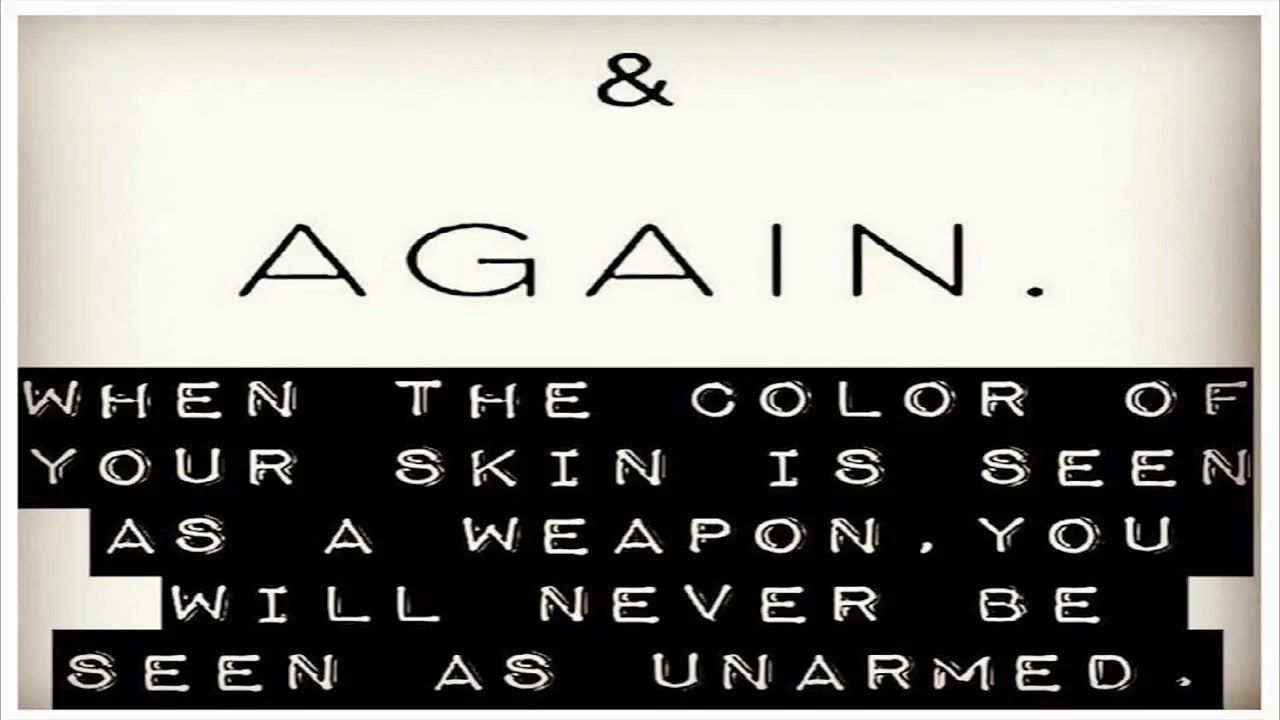 &
AGAIN.
WHEN THE COLOR OF
YOUR SKIN IS SEEN
AS A WEAPON, YOU
WILL NEVER BE
SEEN AS UNARMED.